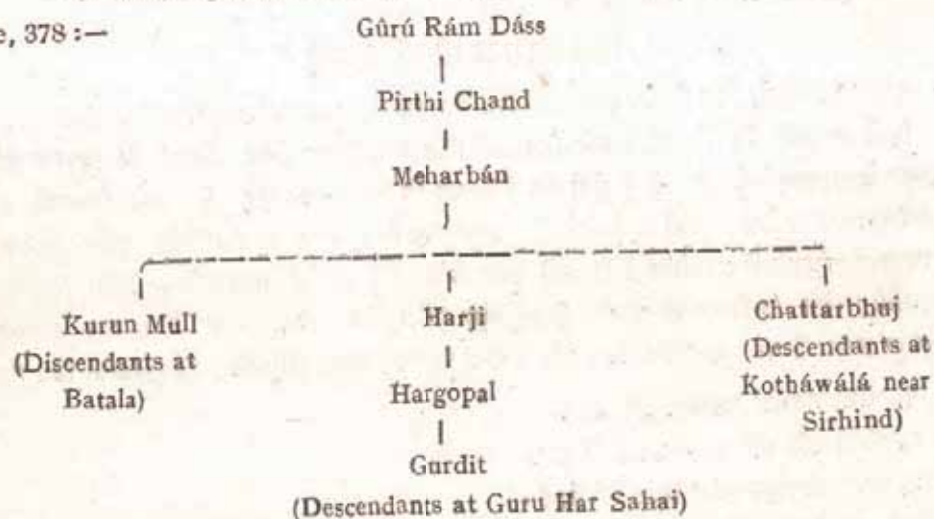 e, 378 :—
Gûrú Rám Dáss
Pirthi Chand
Meharbán
Kurun Mull
(Discendants at
Batala)
Harji
Hargopal
Gurdit
(Descendants at Guru Har Sahai)
Chattarbhuj
(Descendants at
Kotháwálá near
Sirhind)